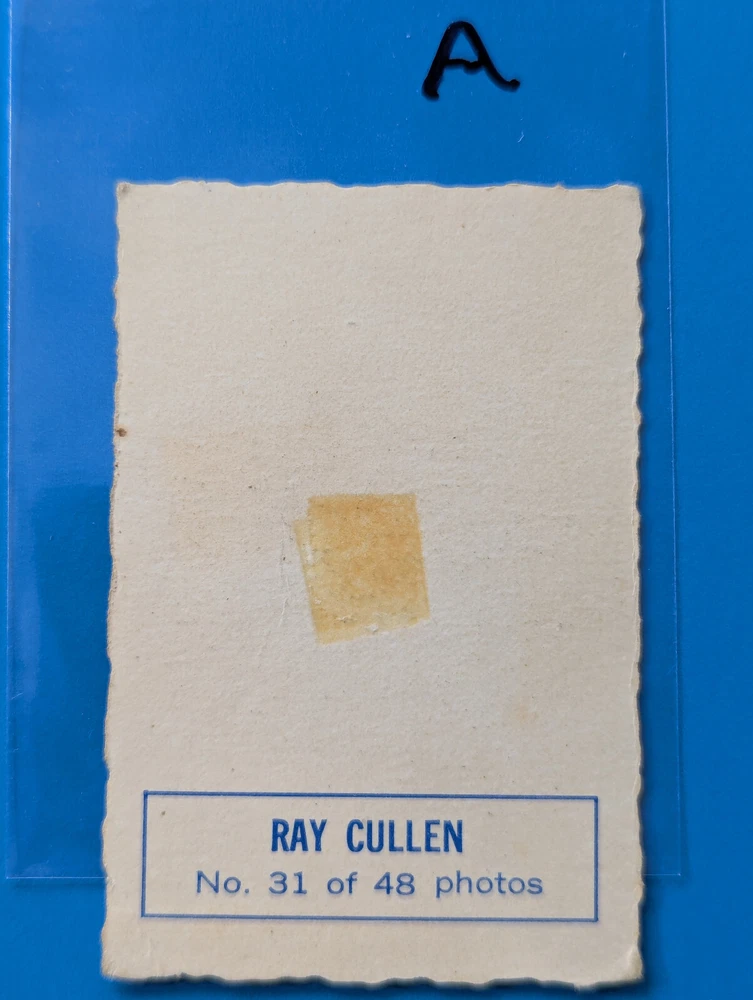 A
RAY CULLEN
No. 31 of 48 photos